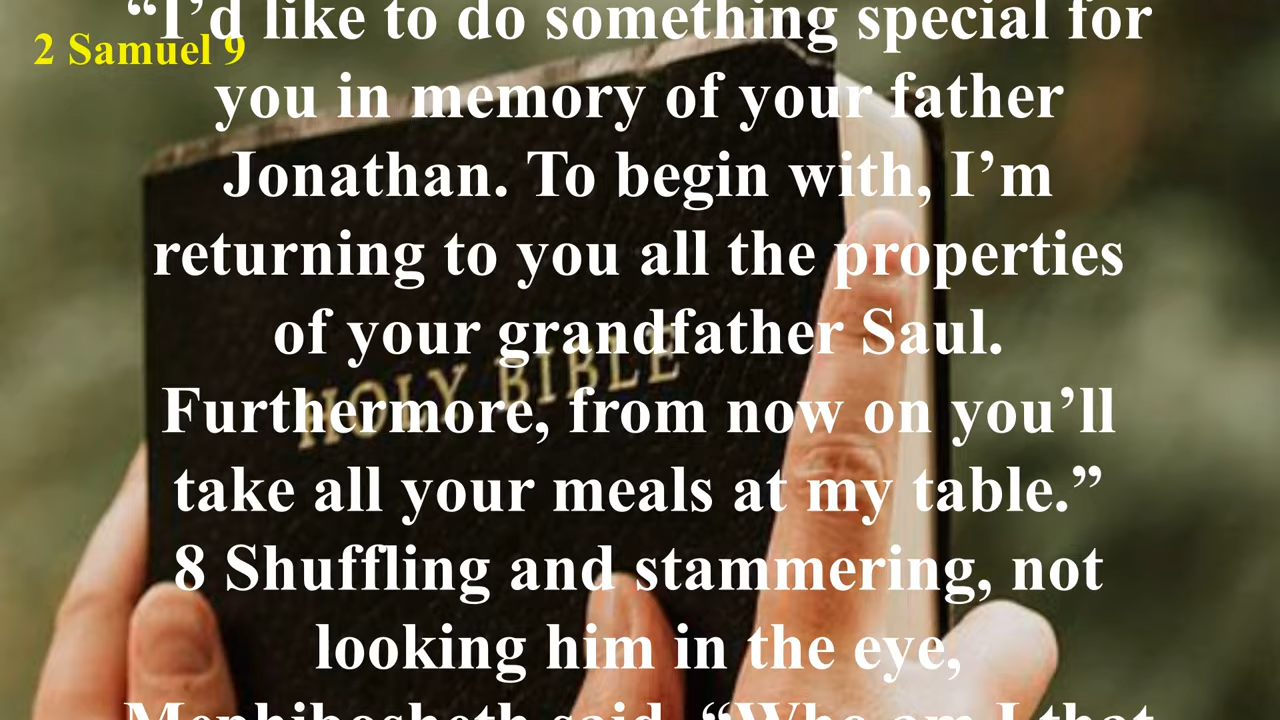 “I’d like to do something special for
2 Samuel 9
you in memory of your father
Jonathan. To begin with, I’m
returning to you all the properties
of your grandfather Saul.
HOLY BIBLE
Furthermore, from now on you’ll
take all your meals at my table.”
8 Shuffling and stammering, not
looking him in the eye,
Mephibosheth said, “Who am I that